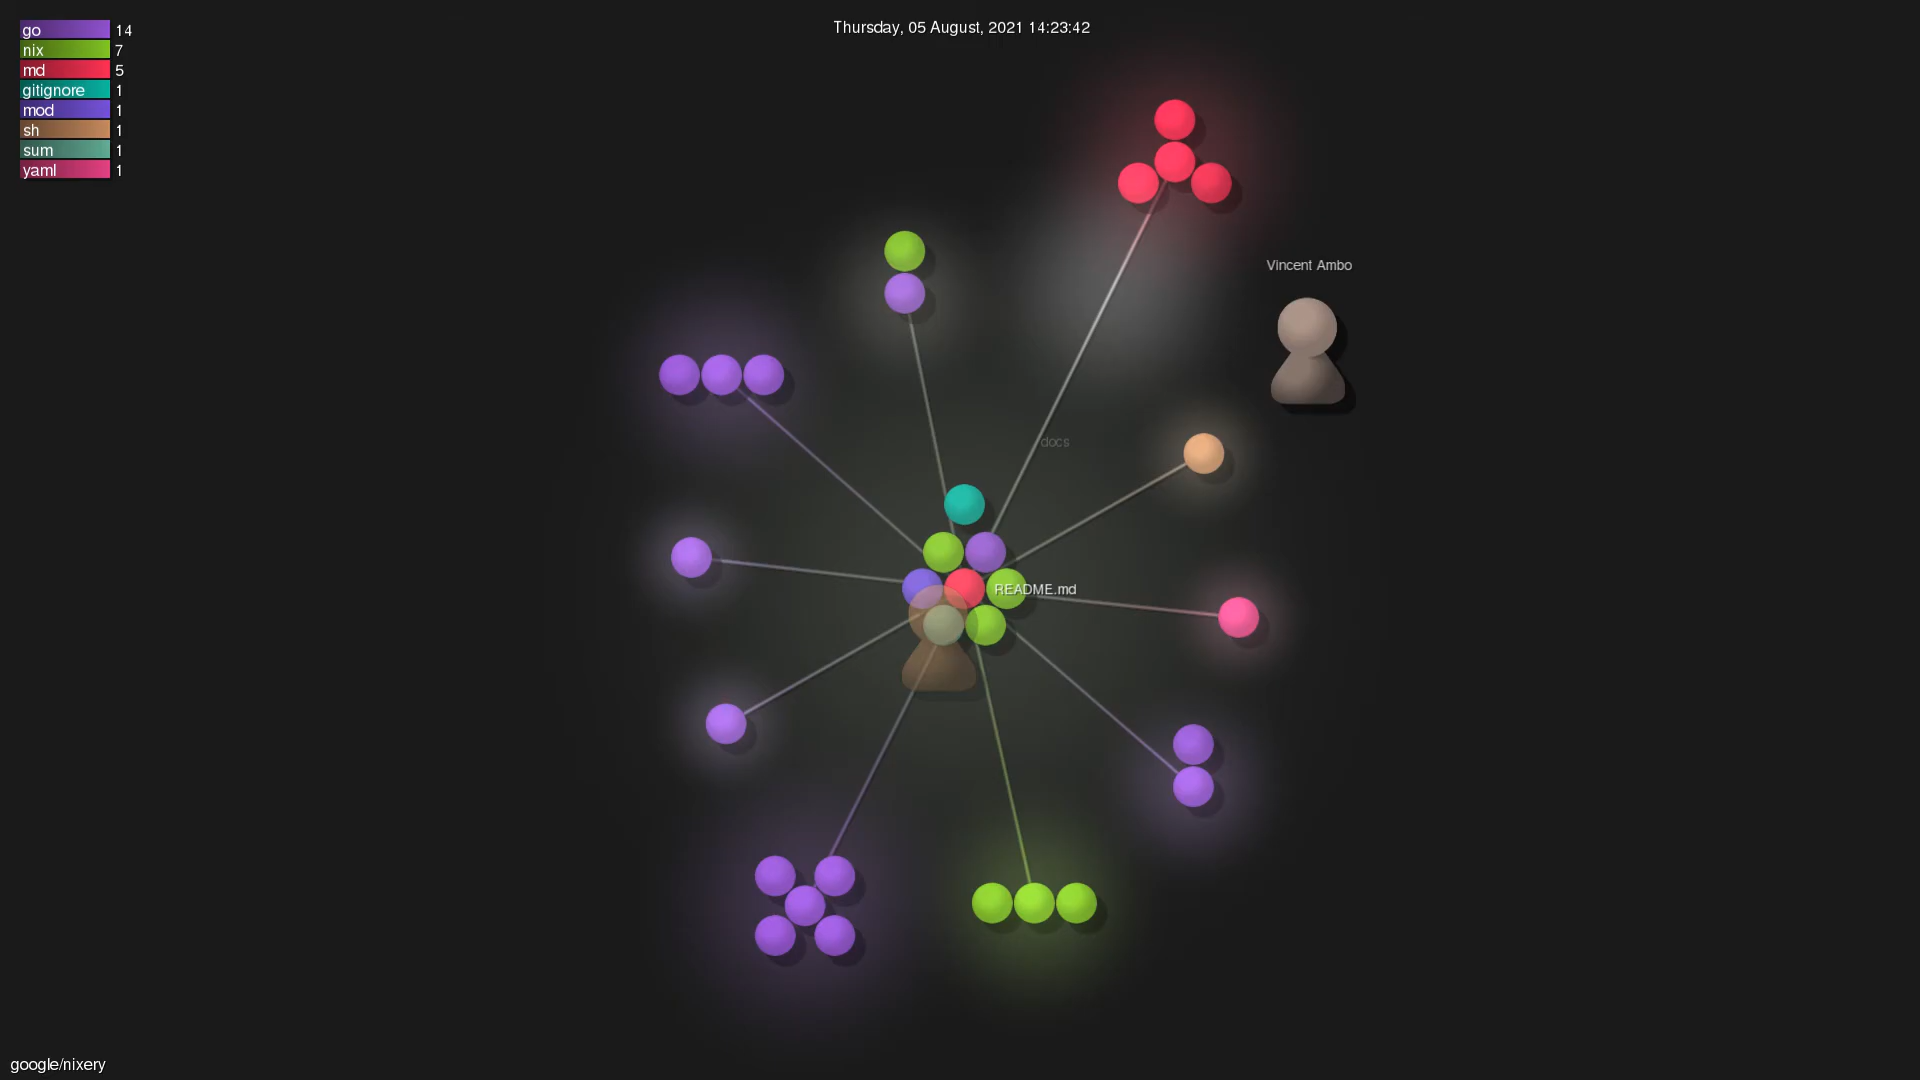 Thursday, 05 August, 2021 14:23:42
go 14
nix 7
md 5
gitignore 1
mod 1
sh 1
sum 1
yaml 1
Vincent Ambo
docs
README.md
google/nixery